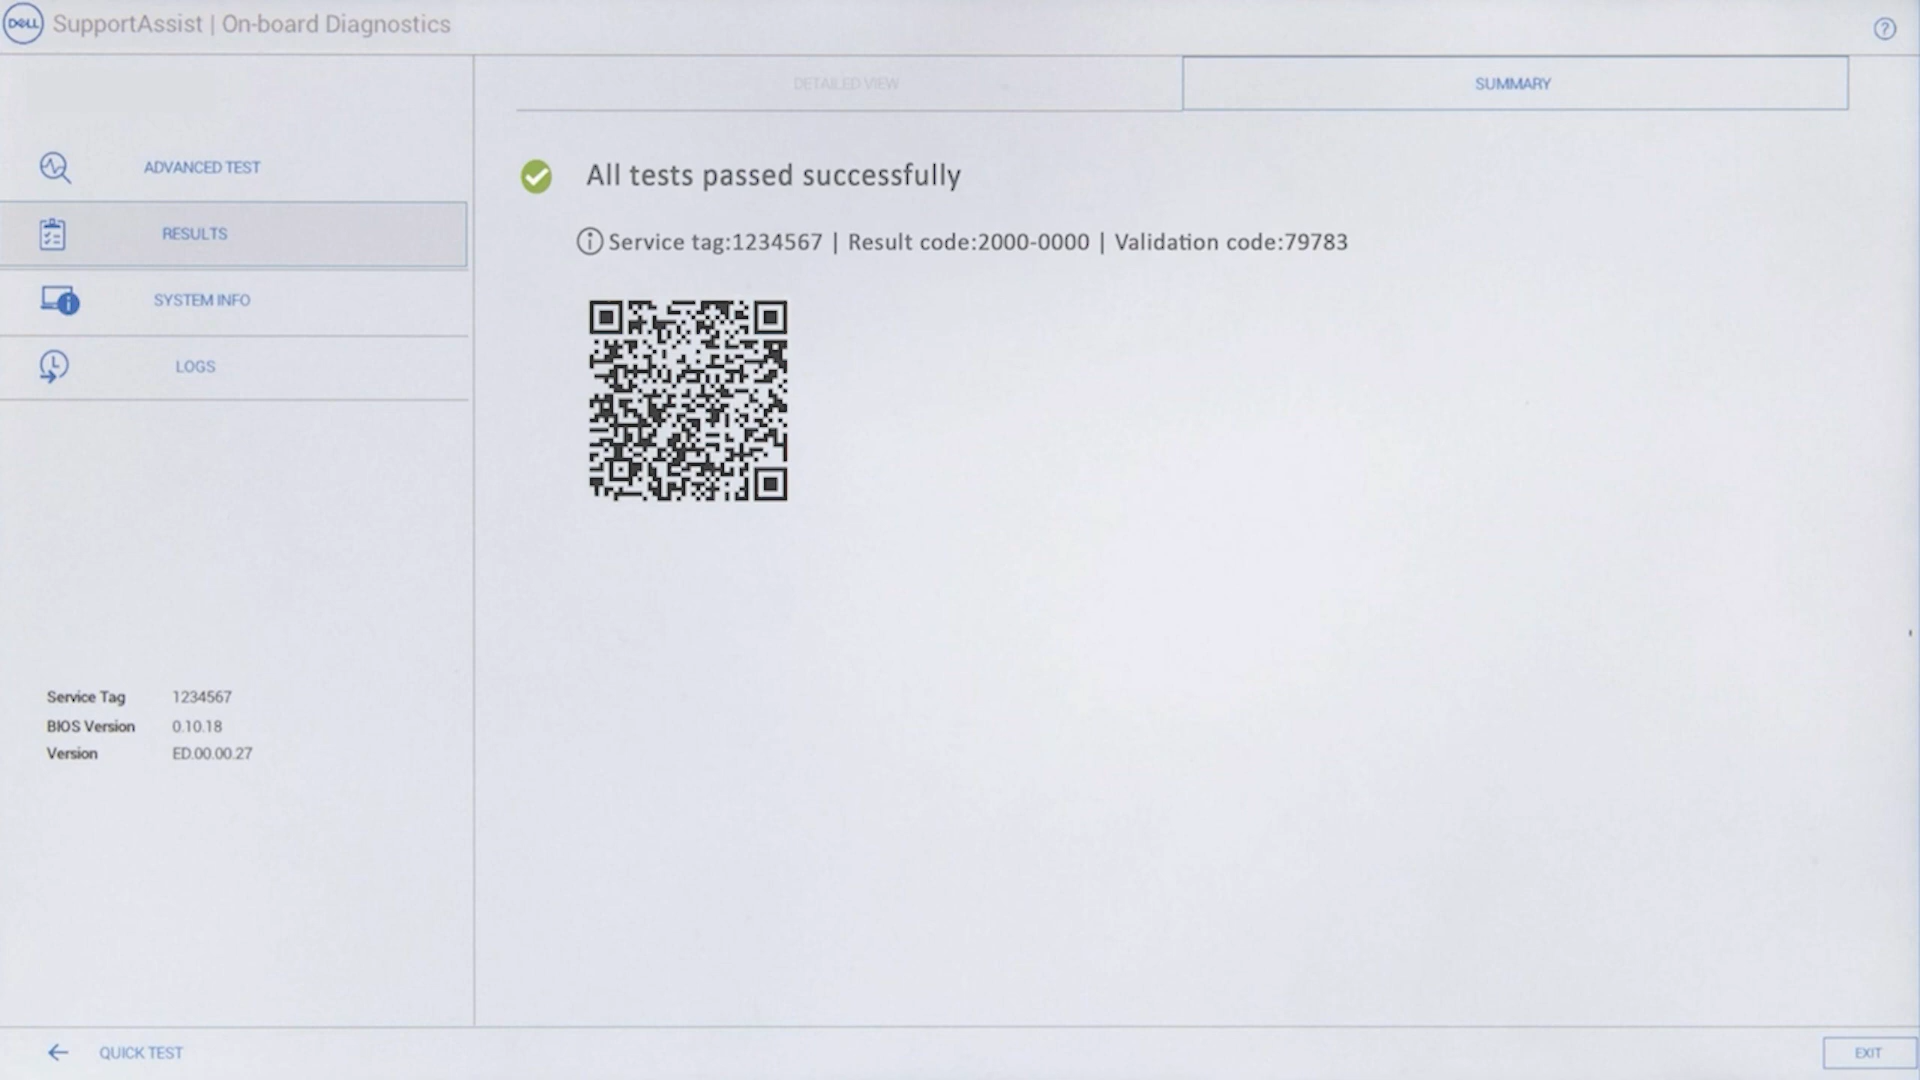 DELL
SupportAssist | On-board Diagnostics
DETAILED VIEW
SUMMARY
ADVANCED TEST
RESULTS
SYSTEM INFO
LOGS
All tests passed successfully
Service tag:1234567 | Result code:2000-0000 | Validation code:79783
Service Tag 1234567
BIOS Version 0.10.18
Version ED.00.00.27
QUICK TEST
EXIT